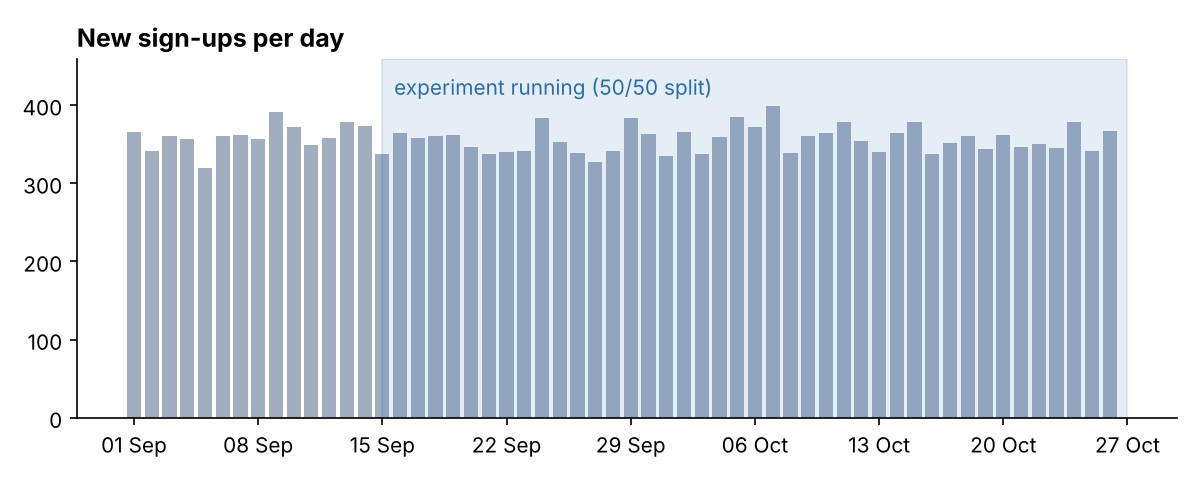 New sign-ups per day
experiment running (50/50 split)
400
300
200
100
0
01 Sep 08 Sep 15 Sep 22 Sep 29 Sep 06 Oct 13 Oct 20 Oct 27 Oct